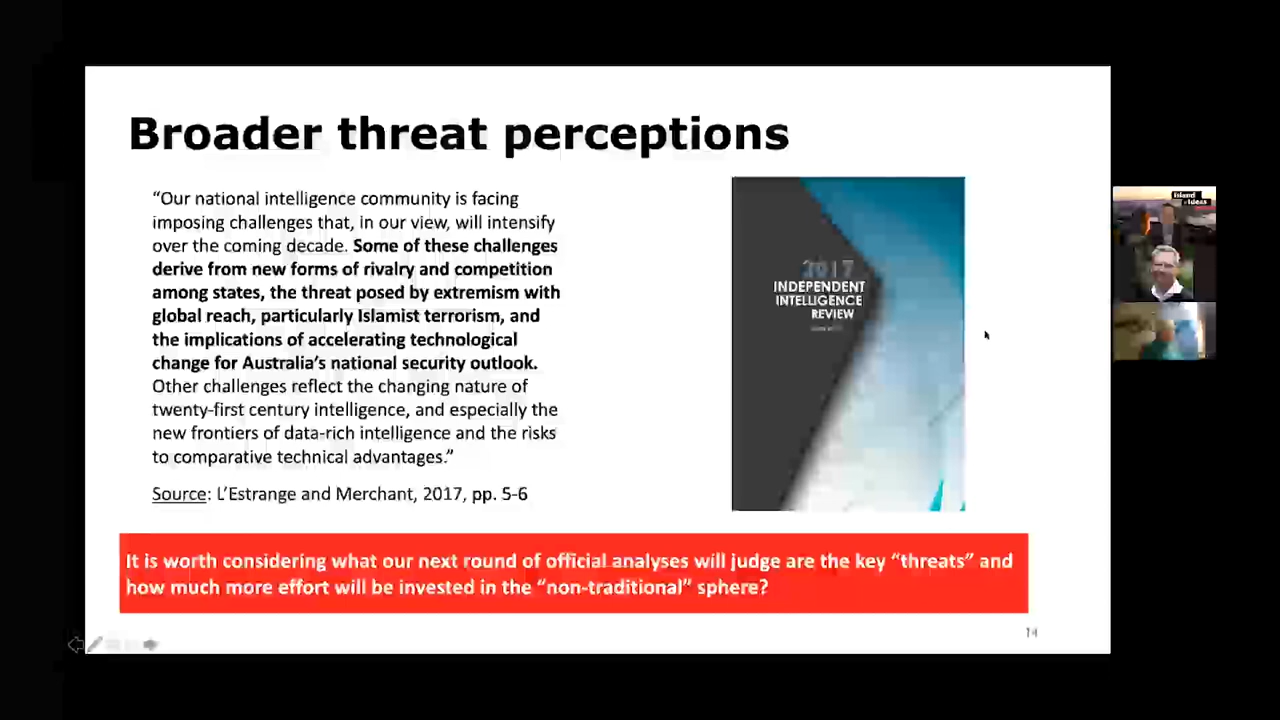 Broader threat perceptions
“Our national intelligence community is facing
imposing challenges that, in our view, will intensify
over the coming decade. Some of these challenges
derive from new forms of rivalry and competition
among states, the threat posed by extremism with
global reach, particularly Islamist terrorism, and
the implications of accelerating technological
change for Australia’s national security outlook.
Other challenges reflect the changing nature of
twenty-first century intelligence, and especially the
new frontiers of data-rich intelligence and the risks
to comparative technical advantages.”
Source: L’Estrange and Merchant, 2017, pp. 5-6
2017
INDEPENDENT
INTELLIGENCE
REVIEW
Island
of Ideas
It is worth considering what our next round of official analyses will judge are the key “threats” and
how much more effort will be invested in the “non-traditional” sphere?
14